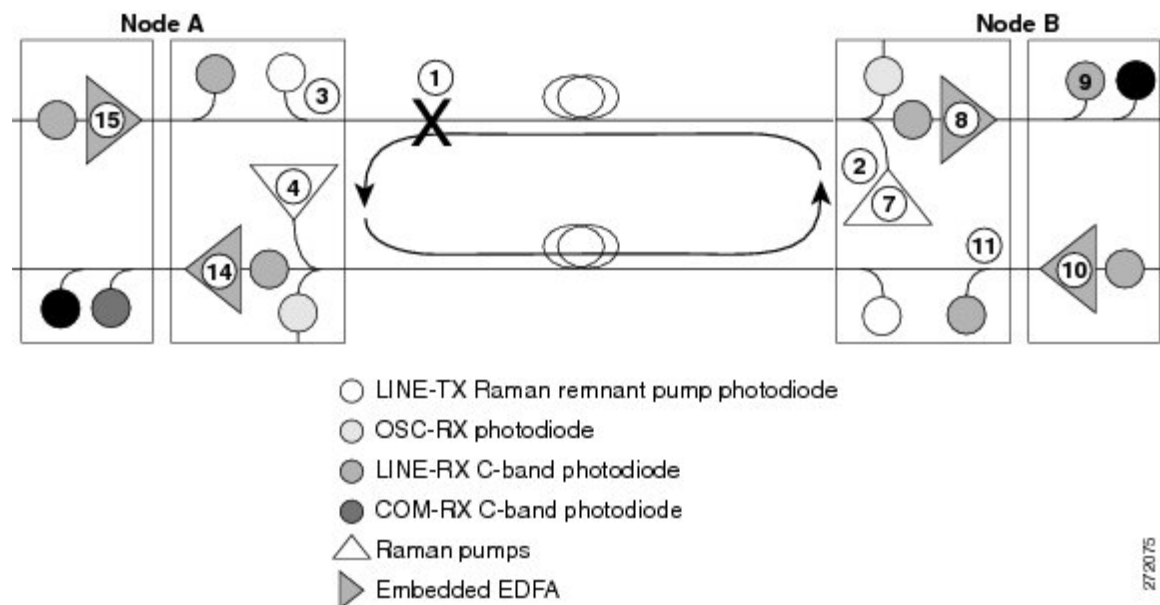 Node A
Node B
1
3
15
4
14
9
8
2
7
11
10
LINE-TX Raman remnant pump photodiode
OSC-RX photodiode
LINE-RX C-band photodiode
COM-RX C-band photodiode
Raman pumps
Embedded EDFA
272075